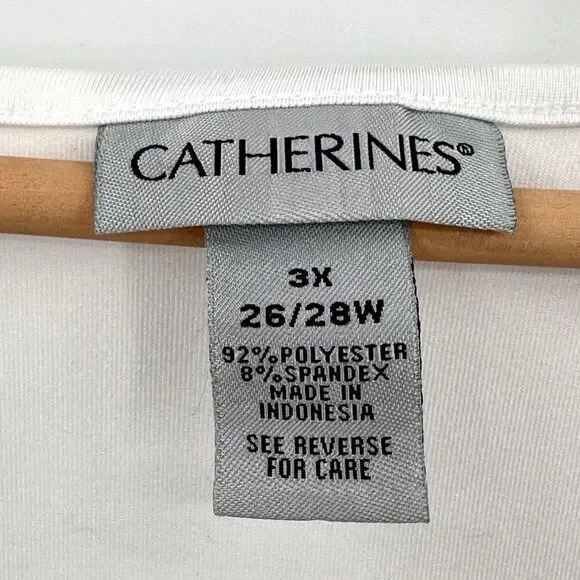 CATHERINES®
3X
26/28W
92% POLYESTER
8% SPANDEX
MADE IN
INDONESIA
SEE REVERSE
FOR CARE